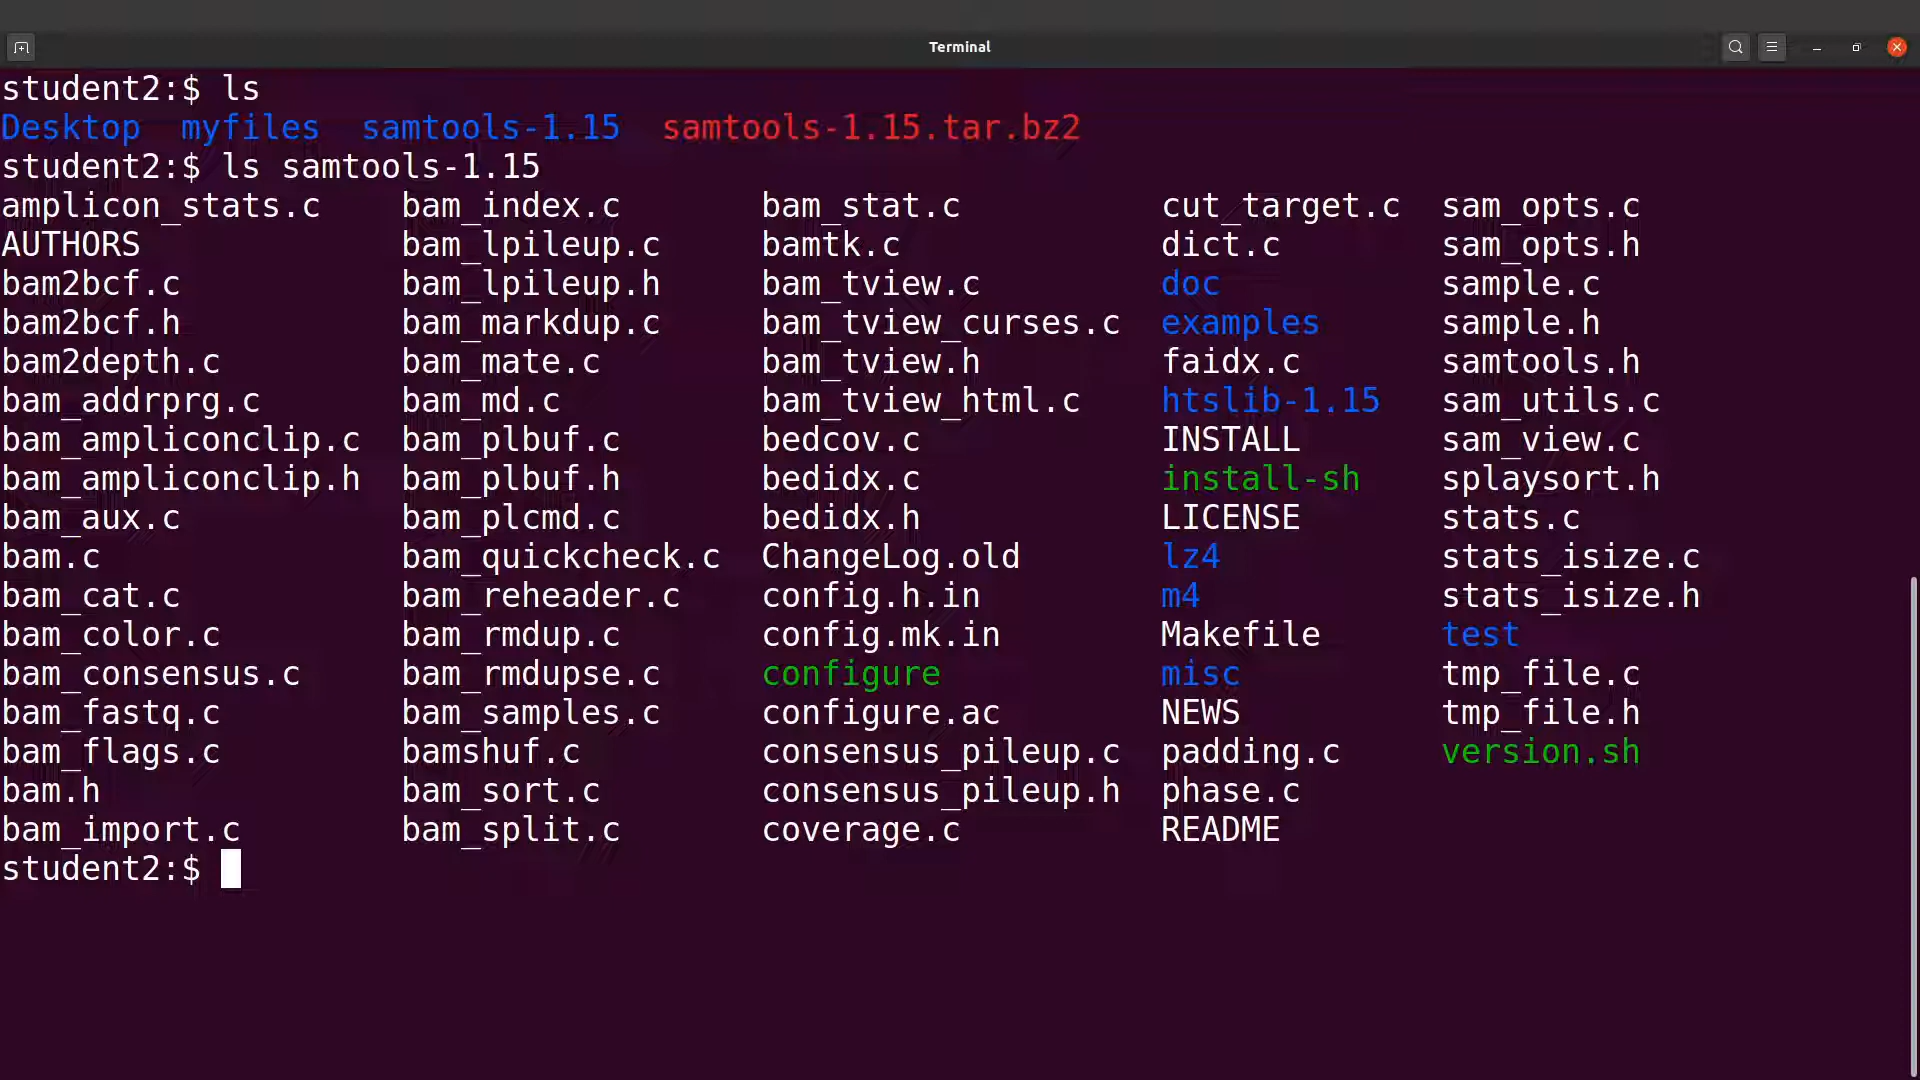 Terminal
student2:$ ls
Desktop  myfiles  samtools-1.15  samtools-1.15.tar.bz2
student2:$ ls samtools-1.15
amplicon_stats.c    bam_index.c       bam_stat.c          cut_target.c  sam_opts.c
AUTHORS             bam_lpileup.c     bamtk.c             dict.c        sam_opts.h
bam2bcf.c           bam_lpileup.h     bam_tview.c         doc           sample.c
bam2bcf.h           bam_markdup.c     bam_tview_curses.c  examples      sample.h
bam2depth.c         bam_mate.c        bam_tview.h         faidx.c       samtools.h
bam_addrprg.c       bam_md.c          bam_tview_html.c    htslib-1.15   sam_utils.c
bam_ampliconclip.c  bam_plbuf.c       bedcov.c            INSTALL       sam_view.c
bam_ampliconclip.h  bam_plbuf.h       bedidx.c            install-sh    splaysort.h
bam_aux.c           bam_plcmd.c       bedidx.h            LICENSE       stats.c
bam.c               bam_quickcheck.c  ChangeLog.old       lz4           stats_isize.c
bam_cat.c           bam_reheader.c    config.h.in         m4            stats_isize.h
bam_color.c         bam_rmdup.c       config.mk.in        Makefile      test
bam_consensus.c     bam_rmdupse.c     configure           misc          tmp_file.c
bam_fastq.c         bam_samples.c     configure.ac        NEWS          tmp_file.h
bam_flags.c         bamshuf.c         consensus_pileup.c  padding.c     version.sh
bam.h               bam_sort.c        consensus_pileup.h  phase.c
bam_import.c        bam_split.c       coverage.c          README
student2:$